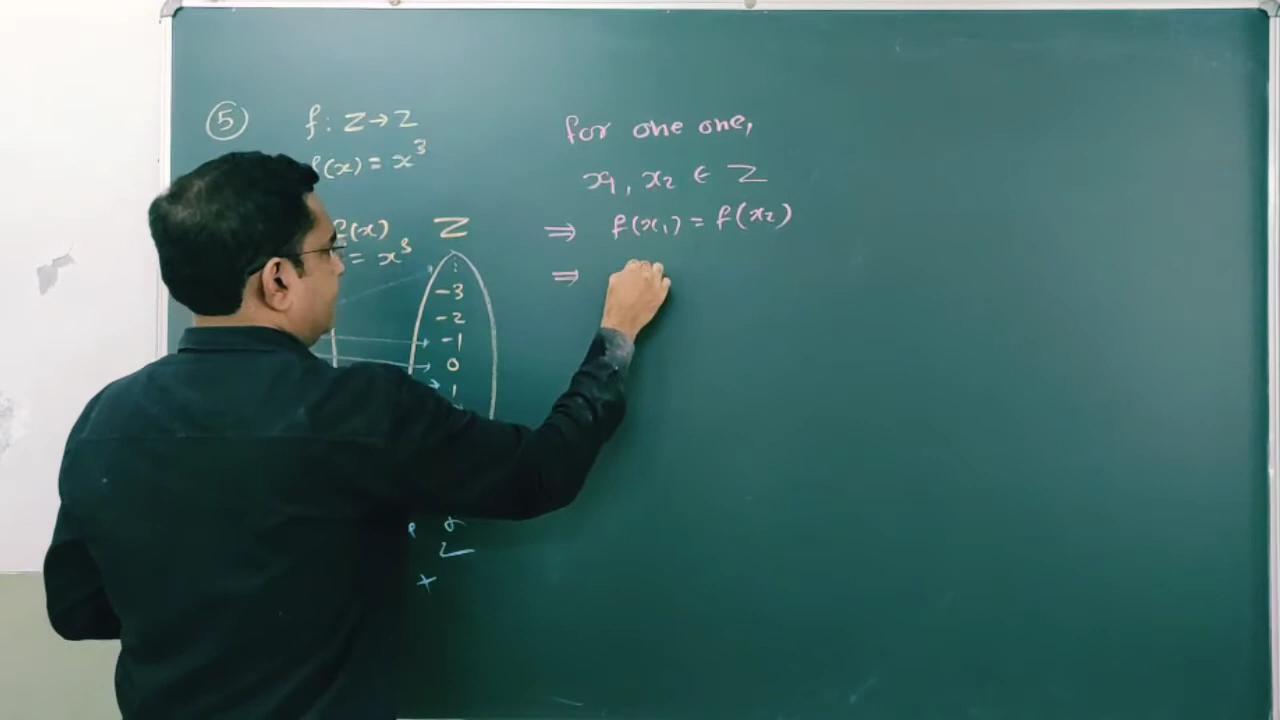 5 f: Z→Z
f(x) = x³
f(x) Z
= x³
:
-3
-2
-1
0
1
for one one,
x₁, x₂ ∈ Z
⇒ f(x₁) = f(x₂)
⇒